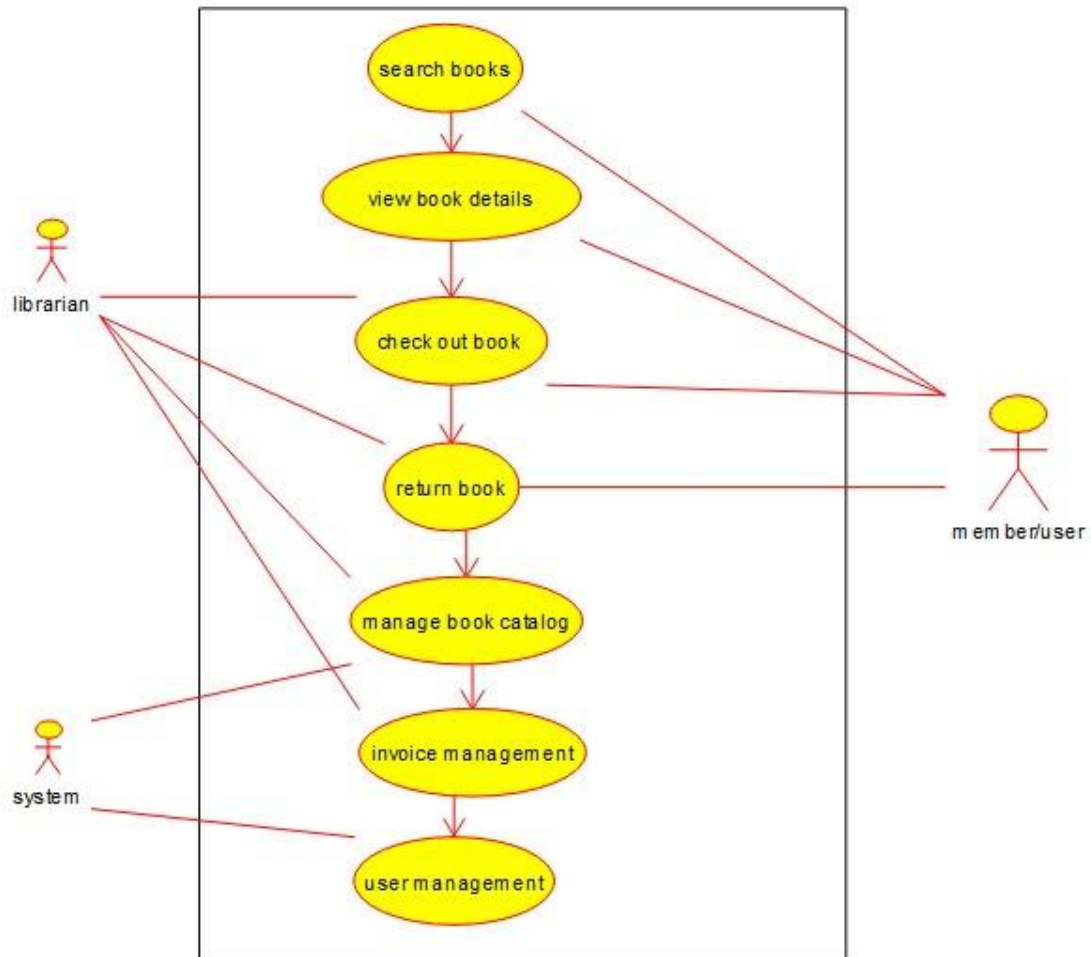 search books
view book details
librarian
check out book
return book
member/user
manage book catalog
invoice management
system
user management